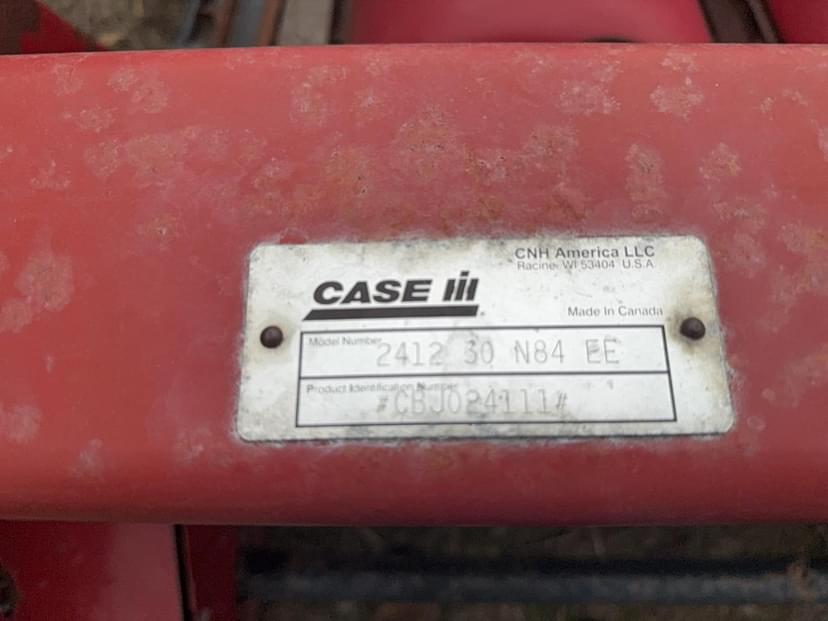 CNH America LLC
Racine, WI 53404 U.S.A.
CASE IH
Made In Canada
Model Number
2412 30 N84 EE
Product Identification Number
#CBJ024111#